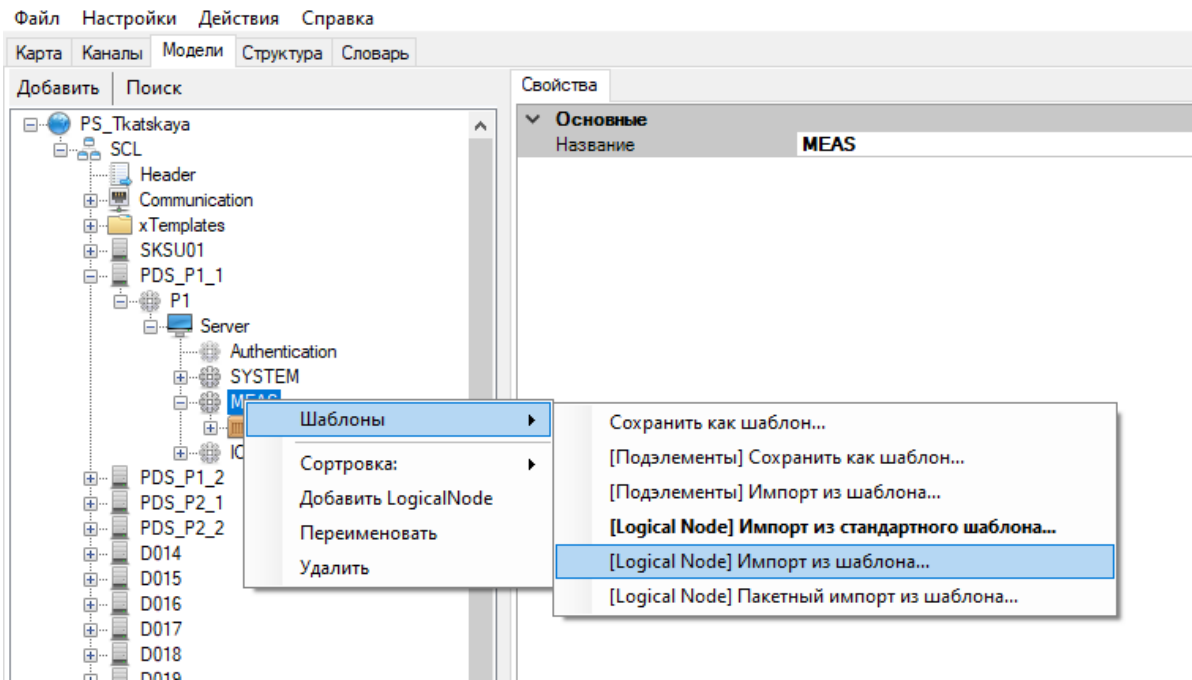 Файл Настройки Действия Справка
Карта Каналы Модели Структура Словарь
Добавить Поиск
Свойства
PS_Tkatskaya
Основные
SCL
Название MEAS
Header
Communication
xTemplates
SKSU01
PDS_P1_1
P1
Server
Authentication
SYSTEM
MEAS
Шаблоны
Сохранить как шаблон...
[Подэлементы] Сохранить как шаблон...
Сортровка:
[Подэлементы] Импорт из шаблона...
PDS_P1_2
Добавить LogicalNode
PDS_P2_1
[Logical Node] Импорт из стандартного шаблона...
PDS_P2_2
Переименовать
D014
[Logical Node] Импорт из шаблона...
Удалить
D015
[Logical Node] Пакетный импорт из шаблона...
D016
D017
D018
D019